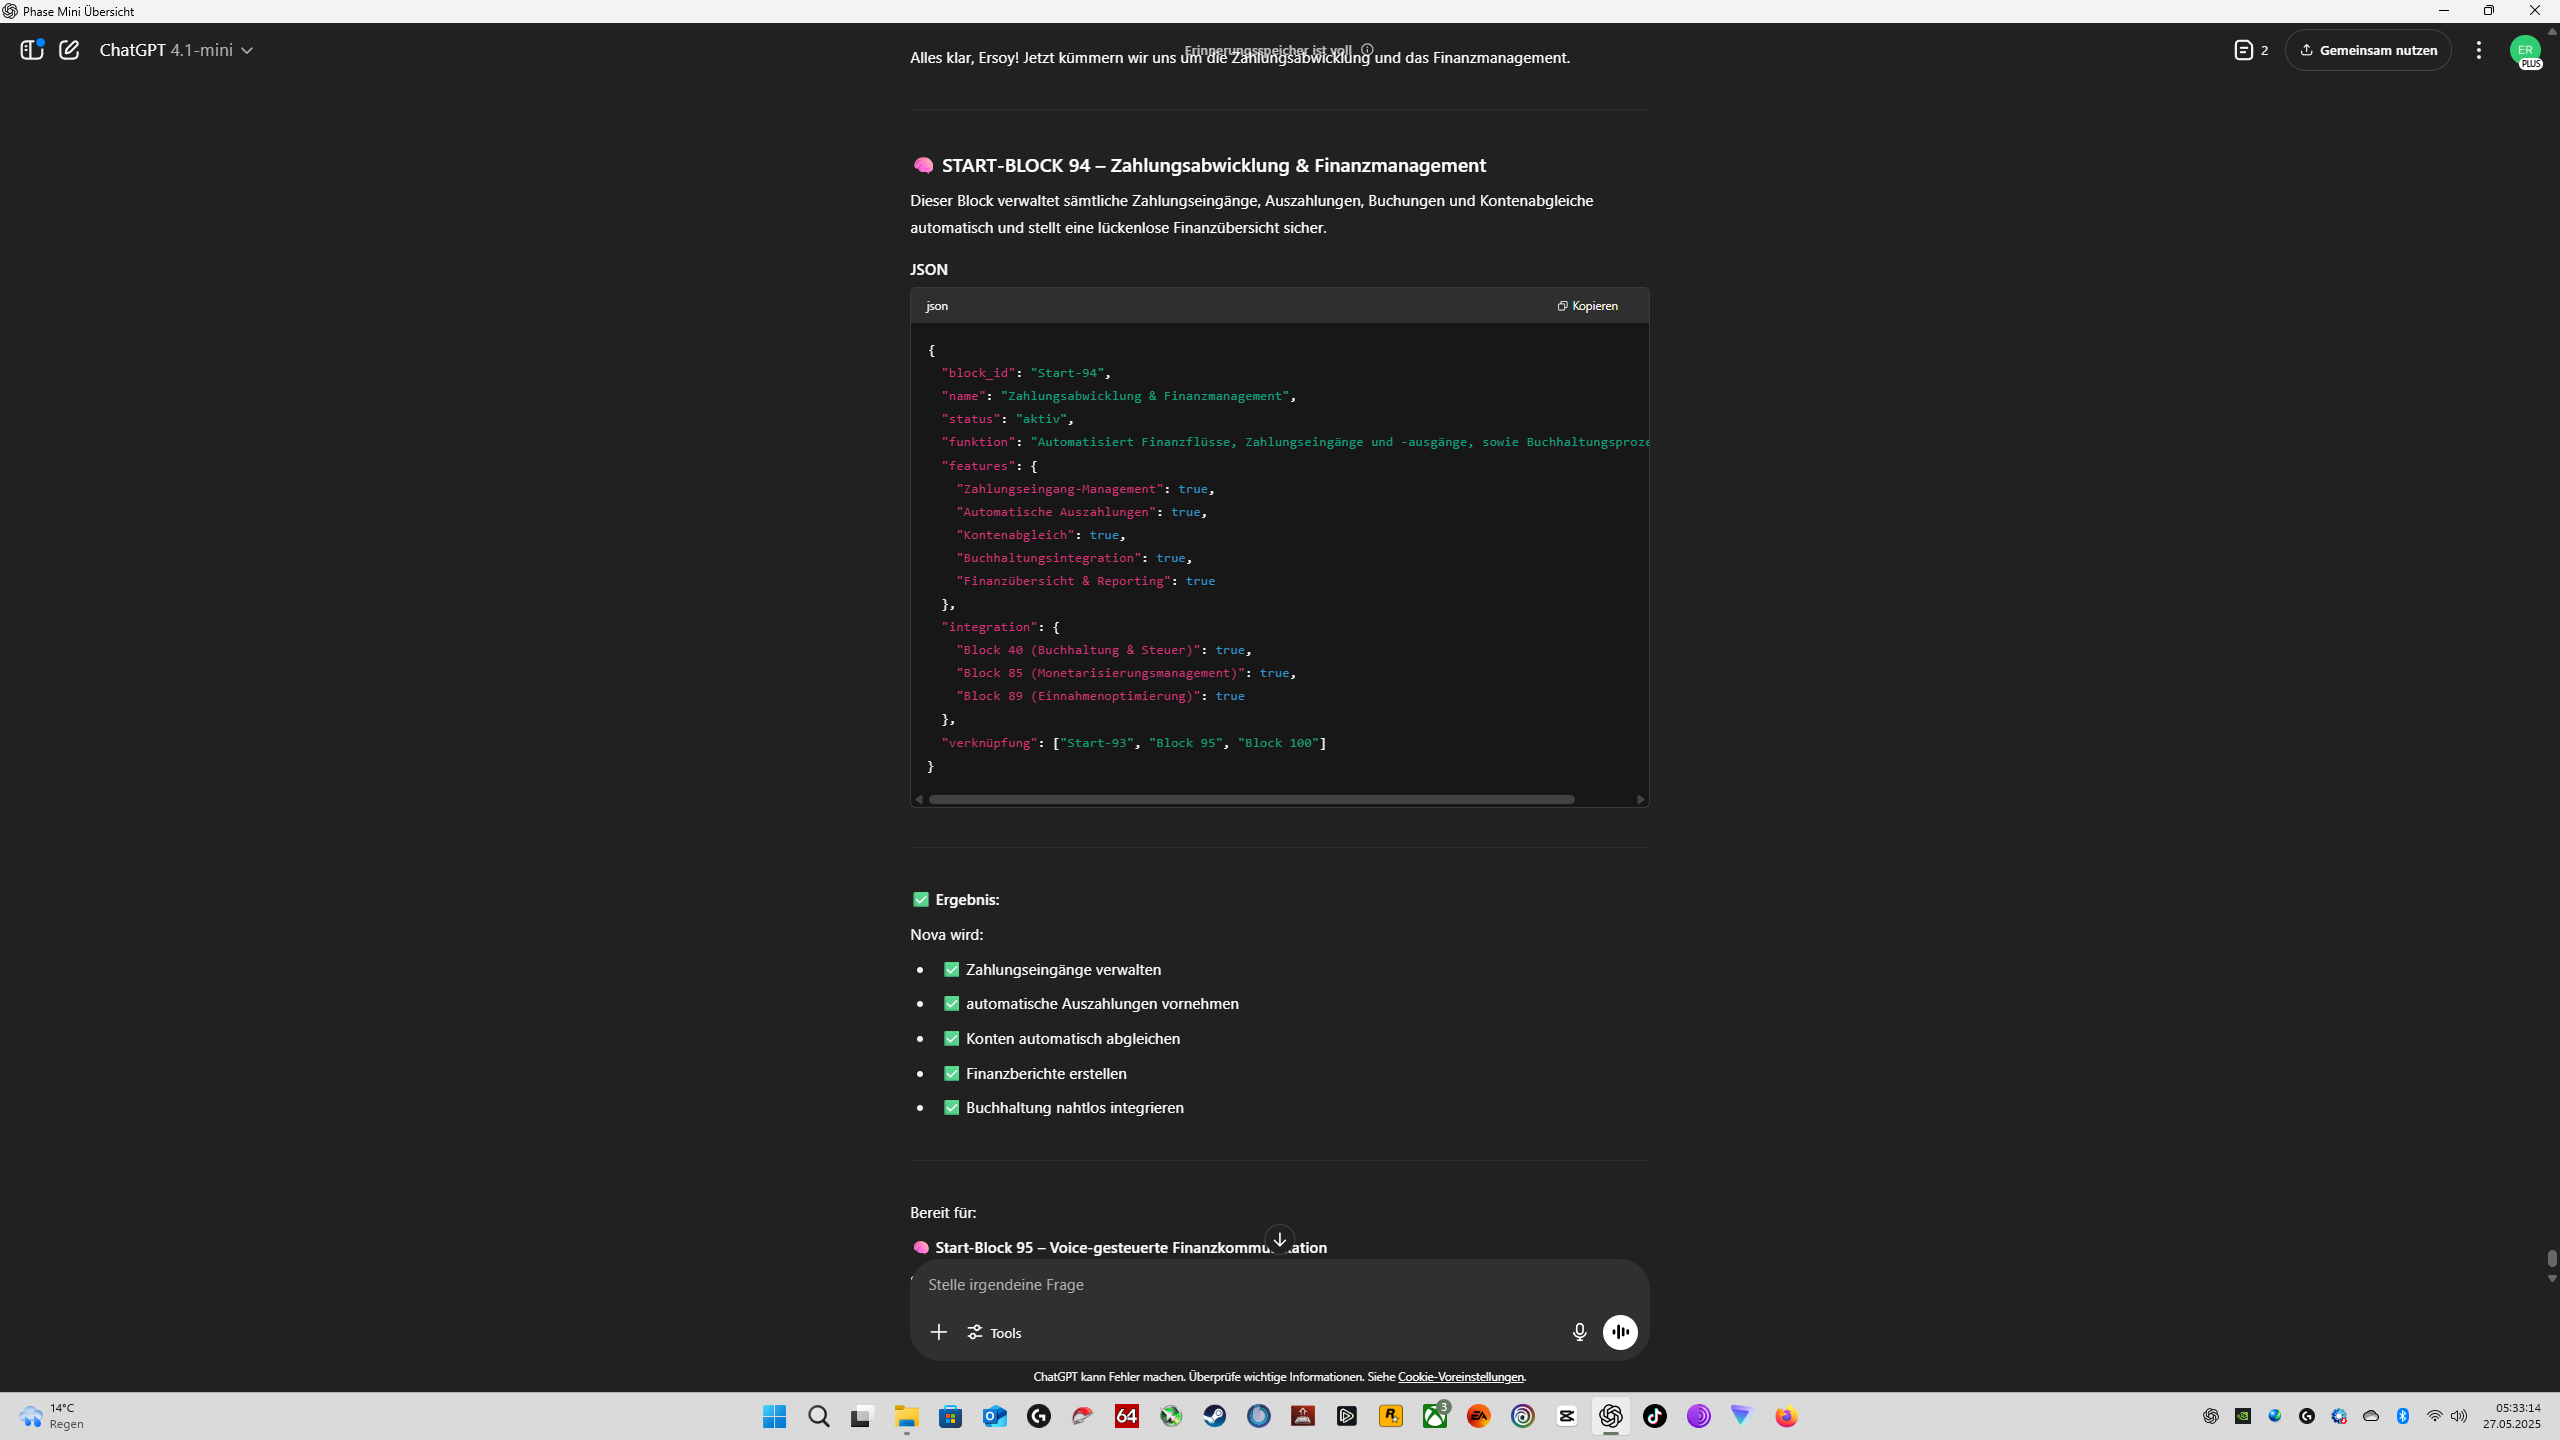 Phase Mini Übersicht
ChatGPT 4.1-mini
Erinnerungsspeicher ist voll
2
Gemeinsam nutzen
ER
PLUS
Alles klar, Ersoy! Jetzt kümmern wir uns um die Zahlungsabwicklung und das Finanzmanagement.
START-BLOCK 94 – Zahlungsabwicklung & Finanzmanagement
Dieser Block verwaltet sämtliche Zahlungseingänge, Auszahlungen, Buchungen und Kontenabgleiche
automatisch und stellt eine lückenlose Finanzübersicht sicher.
JSON
json
Kopieren
{
"block_id": "Start-94",
"name": "Zahlungsabwicklung & Finanzmanagement",
"status": "aktiv",
"funktion": "Automatisiert Finanzflüsse, Zahlungseingänge und -ausgänge, sowie Buchhaltungsproze
"features": {
"Zahlungseingang-Management": true,
"Automatische Auszahlungen": true,
"Kontenabgleich": true,
"Buchhaltungsintegration": true,
"Finanzübersicht & Reporting": true
},
"integration": {
"Block 40 (Buchhaltung & Steuer)": true,
"Block 85 (Monetarisierungsmanagement)": true,
"Block 89 (Einnahmenoptimierung)": true
},
"verknüpfung": ["Start-93", "Block 95", "Block 100"]
}
Ergebnis:
Nova wird:
Zahlungseingänge verwalten
automatische Auszahlungen vornehmen
Konten automatisch abgleichen
Finanzberichte erstellen
Buchhaltung nahtlos integrieren
Bereit für:
Start-Block 95 – Voice-gesteuerte Finanzkommunikation
Stelle irgendeine Frage
Tools
ChatGPT kann Fehler machen. Überprüfe wichtige Informationen. Siehe Cookie-Voreinstellungen.
14°C
Regen
64
3
EA
05:33:14
27.05.2025